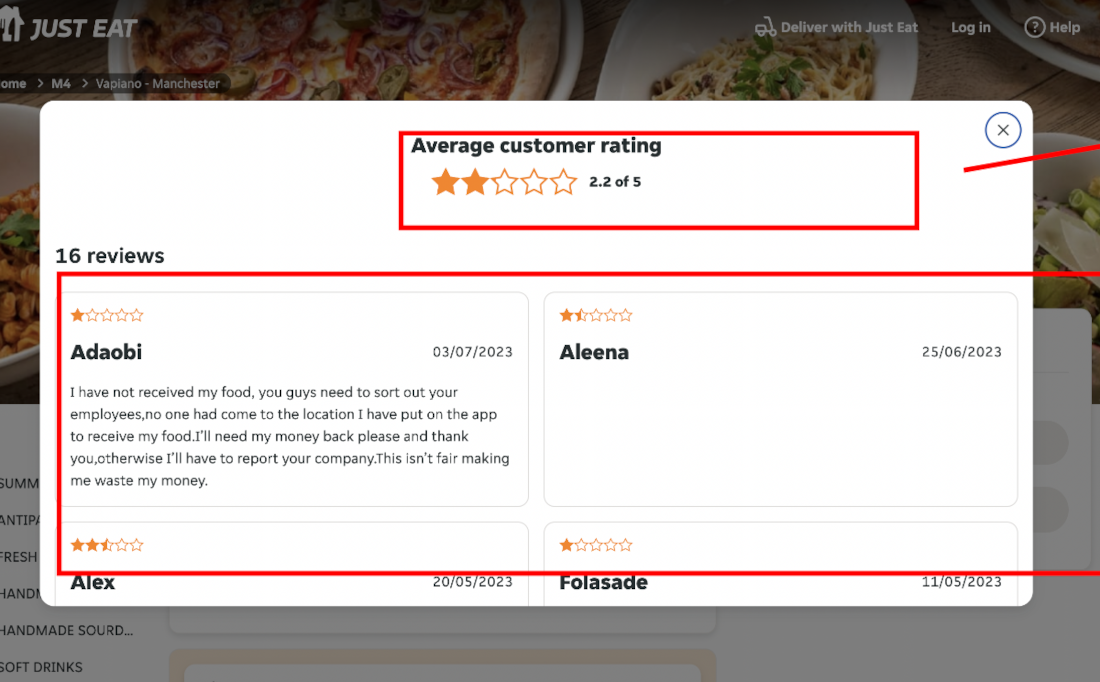 JUST EAT
Deliver with Just Eat
Log in
? Help
ome > M4 > Vapiano - Manchester
Average customer rating
2.2 of 5
16 reviews
Adaobi
03/07/2023
I have not received my food, you guys need to sort out your
employees,no one had come to the location I have put on the app
to receive my food.I'll need my money back please and thank
you,otherwise I'll have to report your company.This isn't fair making
me waste my money.
Aleena
25/06/2023
Alex
20/05/2023
Folasade
11/05/2023
SUMM
ANTIPA
FRESH
HANDM
HANDMADE SOURD...
SOFT DRINKS